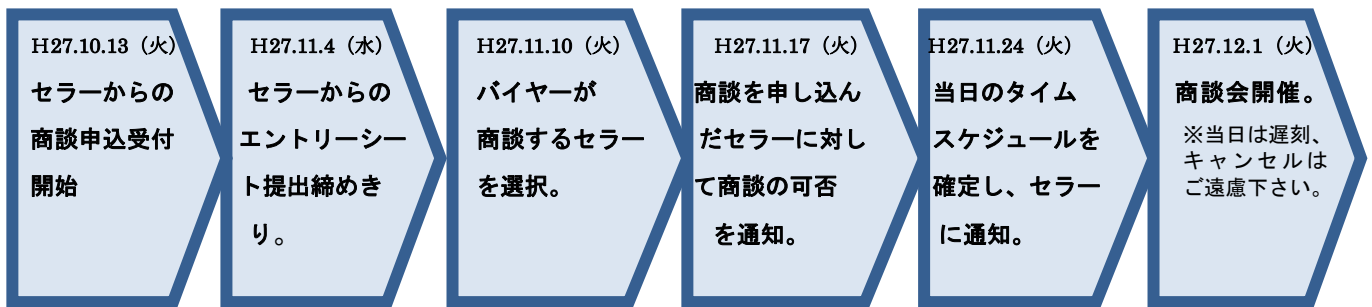 H27.10.13（火）
セラーからの
商談申込受付
開始
H27.11.4（水）
セラーからの
エントリーシー
ト提出締めき
り。
H27.11.10（火）
バイヤーが
商談するセラー
を選択。
H27.11.17（火）
商談を申し込ん
だセラーに対し
て商談の可否
を通知。
H27.11.24（火）
当日のタイム
スケジュールを
確定し、セラー
に通知。
H27.12.1（火）
商談会開催。
※当日は遅刻、
キャンセルは
ご遠慮下さい。